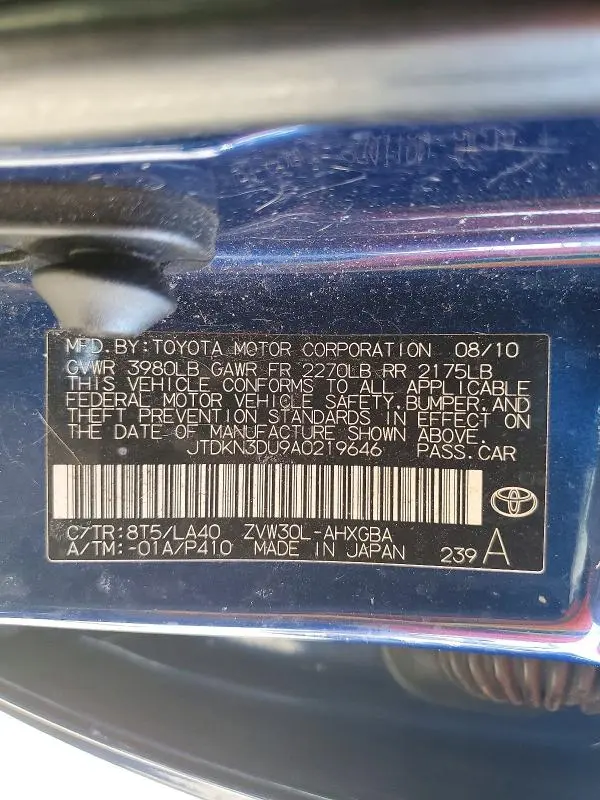 MFD. BY: TOYOTA MOTOR CORPORATION 08/10
GVWR 3980LB GAWR FR 2270LB RR 2175LB
THIS VEHICLE CONFORMS TO ALL APPLICABLE
FEDERAL MOTOR VEHICLE SAFETY, BUMPER, AND
THEFT PREVENTION STANDARDS IN EFFECT ON
THE DATE OF MANUFACTURE SHOWN ABOVE.
JTDKN3DU9A0219646 PASS.CAR
C/TR: 8T5/LA40 ZVW30L-AHXGBA
A/TM: -01A/P410 MADE IN JAPAN 239 A